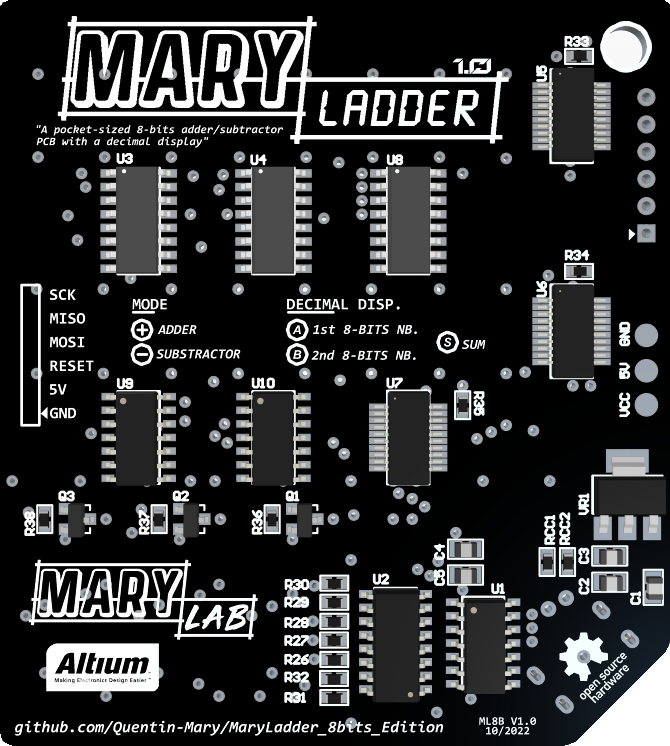 MARY
1.0
LADDER
"A pocket-sized 8-bits adder/subtractor
PCB with a decimal display"
R33
U5
U3
U4
U8
R34
U6
SCK
MISO
MOSI
RESET
5V
GND
MODE
+ ADDER
- SUBSTRACTOR
DECIMAL DISP.
A 1st 8-BITS NB.
B 2nd 8-BITS NB.
S SUM
GND
5V
VCC
U9
U10
U7
R35
Q3
Q2
Q1
R38
R37
R36
VR1
RCC1
RCC2
C4
C5
C3
C2
C1
MARY
LAB
R30
R29
R28
R27
R26
R32
R31
U2
U1
Altium
Making Electronics Design Easier™
open source
hardware
github.com/Quentin-Mary/MaryLadder_8bits_Edition
ML8B V1.0
10/2022